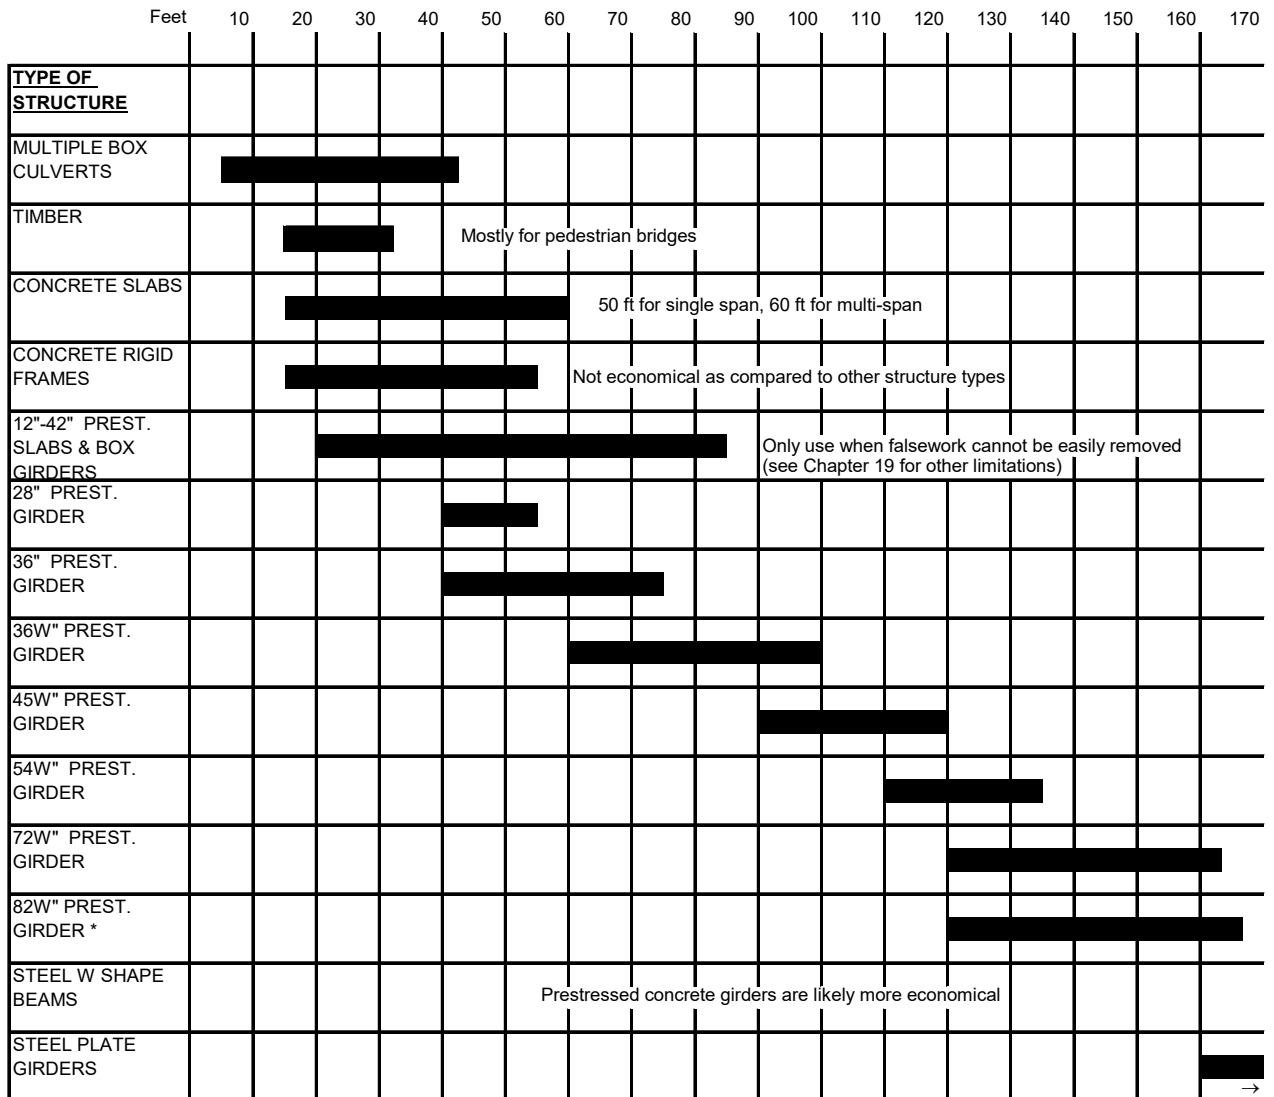 Feet 10 20 30 40 50 60 70 80 90 100 110 120 130 140 150 160 170
TYPE OF
STRUCTURE
MULTIPLE BOX
CULVERTS
TIMBER
Mostly for pedestrian bridges
CONCRETE SLABS
50 ft for single span, 60 ft for multi-span
CONCRETE RIGID
FRAMES
Not economical as compared to other structure types
12"-42" PREST.
SLABS & BOX
GIRDERS
Only use when falsework cannot be easily removed
(see Chapter 19 for other limitations)
28" PREST.
GIRDER
36" PREST.
GIRDER
36W" PREST.
GIRDER
45W" PREST.
GIRDER
54W" PREST.
GIRDER
72W" PREST.
GIRDER
82W" PREST.
GIRDER *
STEEL W SHAPE
BEAMS
Prestressed concrete girders are likely more economical
STEEL PLATE
GIRDERS
→